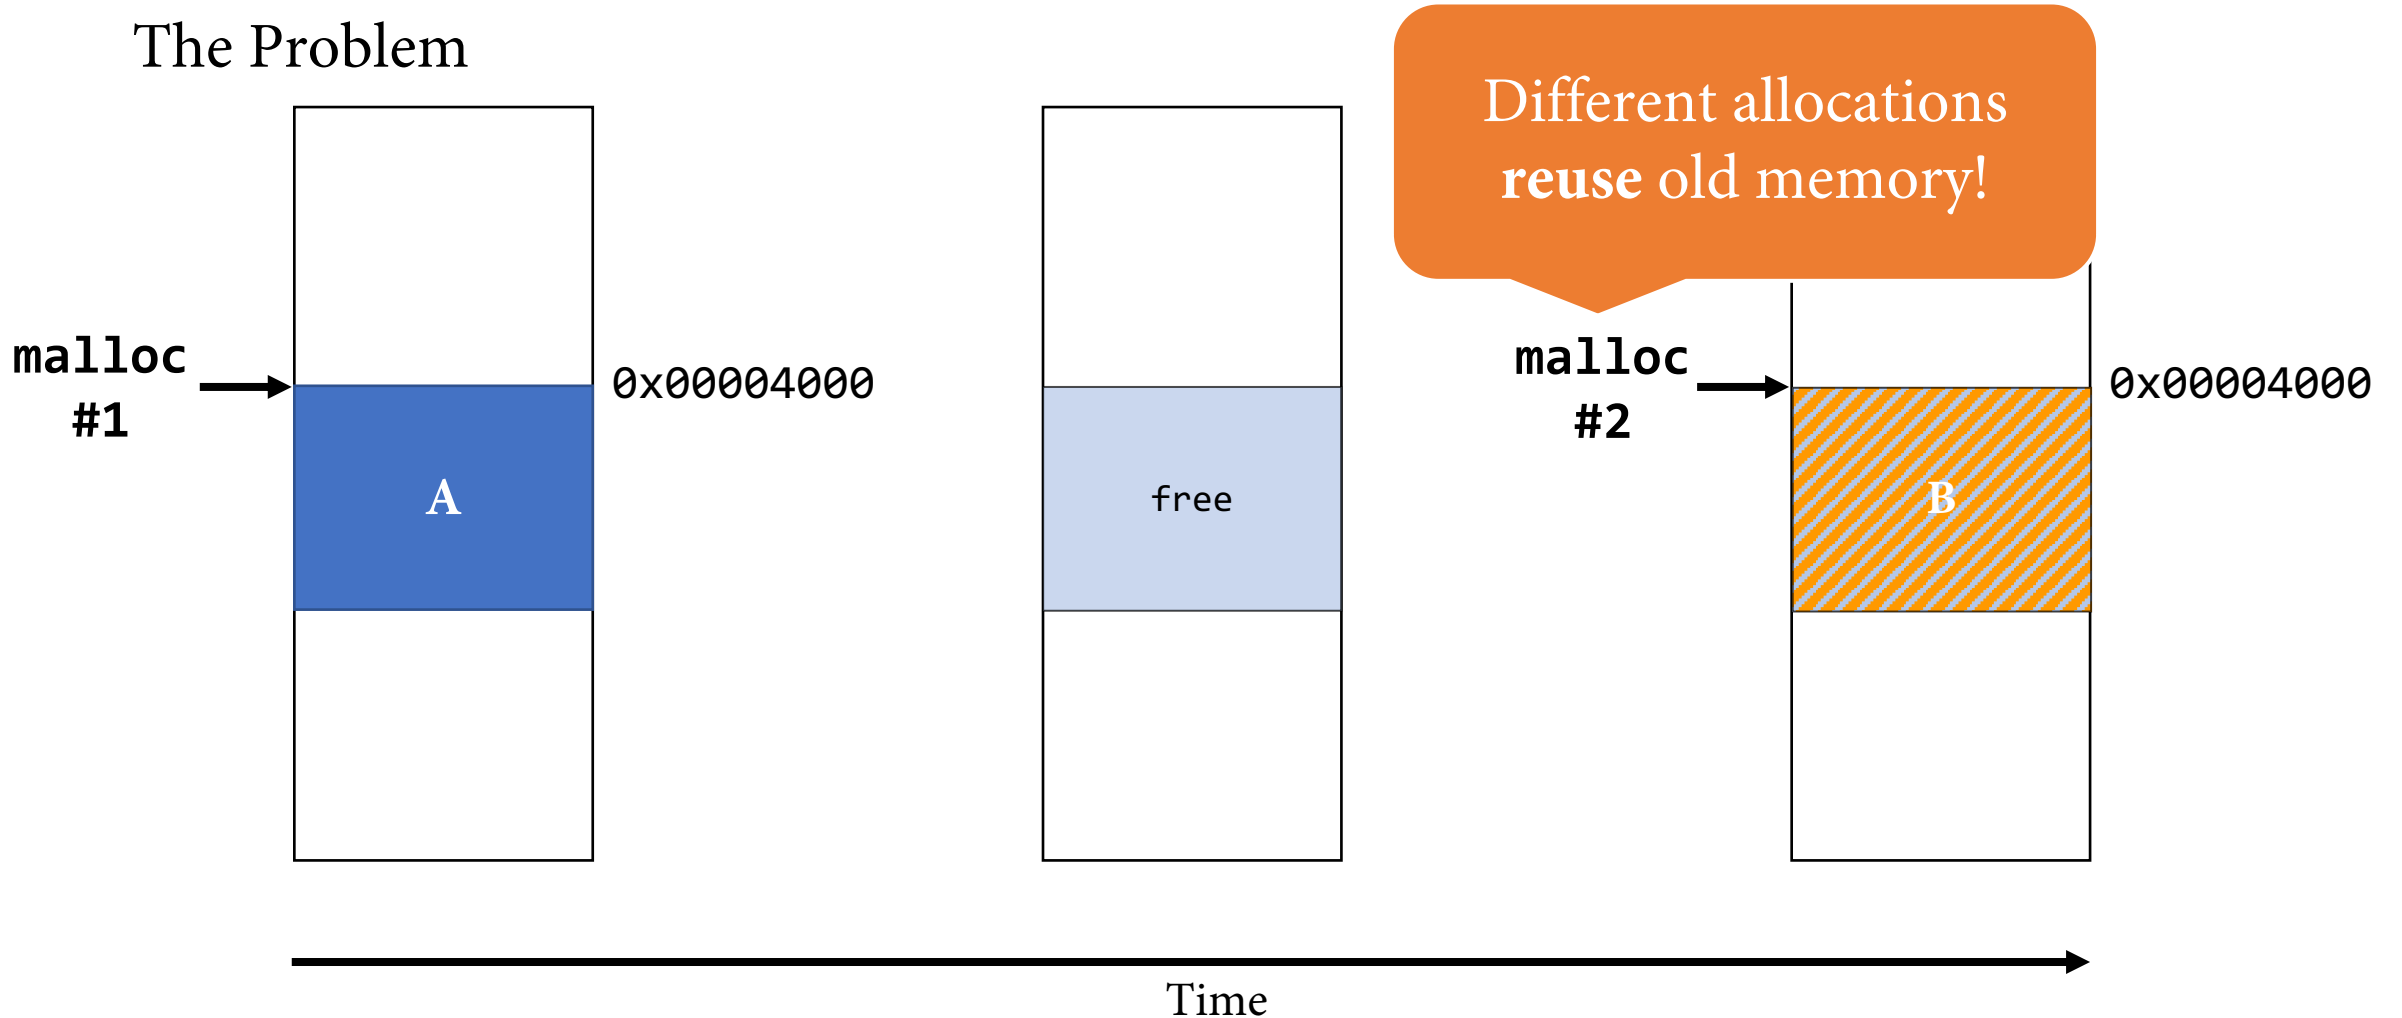 The Problem
Different allocations
reuse old memory!
malloc
#1
0x00004000
A
free
malloc
#2
0x00004000
B
Time